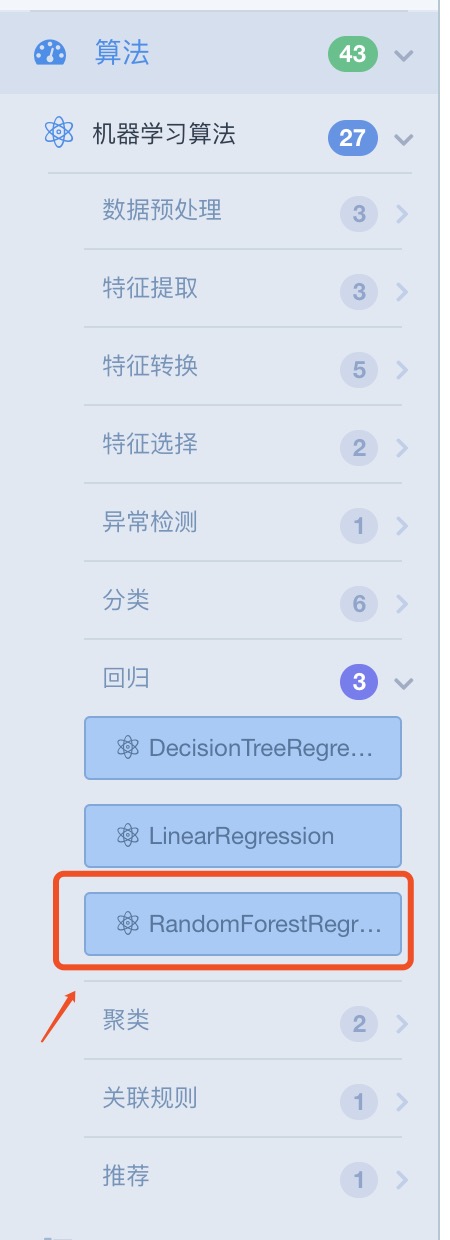 算法 43
机器学习算法 27
数据预处理 3
特征提取 3
特征转换 5
特征选择 2
异常检测 1
分类 6
回归 3
DecisionTreeRegre...
LinearRegression
RandomForestRegr...
聚类 2
关联规则 1
推荐 1